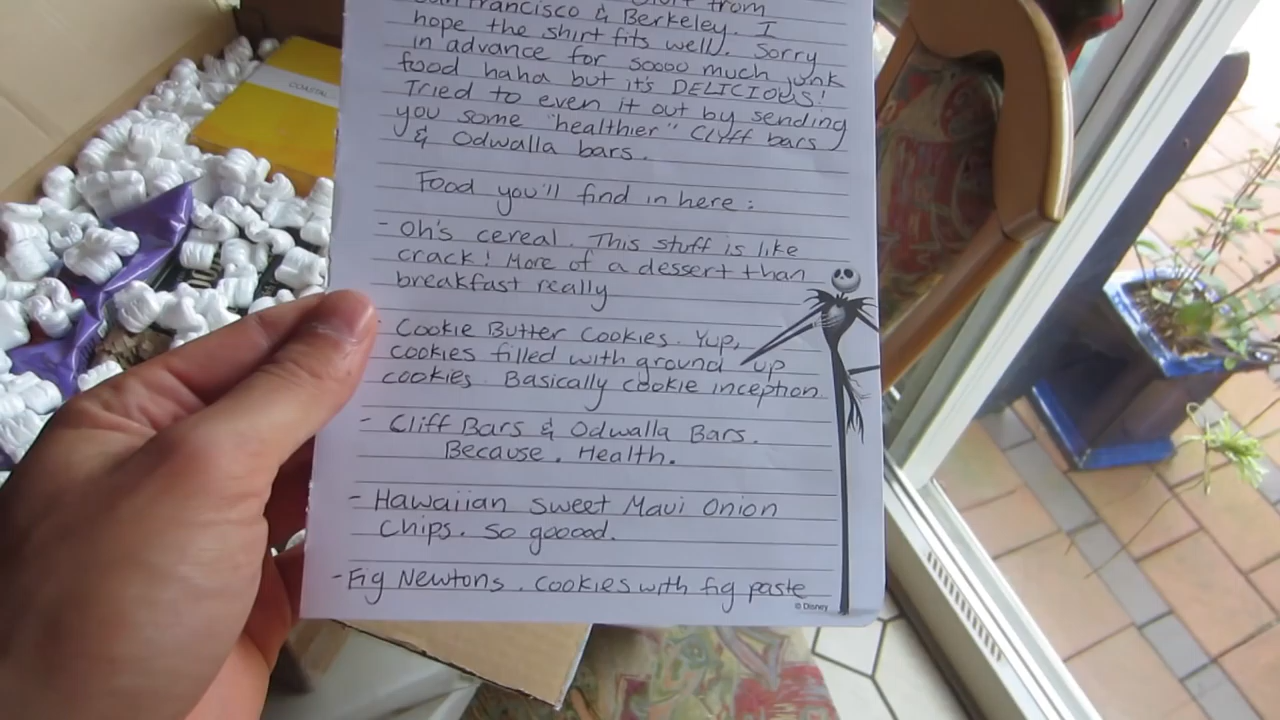 from
San Francisco & Berkeley. I
hope the shirt fits well. Sorry
in advance for soooo much junk
food haha but it's DELICIOUS!
Tried to even it out by sending
you some "healthier" Cliff bars
& Odwalla bars.
Food you'll find in here:
- Oh's cereal. This stuff is like
crack! More of a dessert than
breakfast really
- Cookie Butter Cookies. Yup,
cookies filled with ground up
cookies. Basically cookie inception.
- Cliff Bars & Odwalla Bars.
Because. Health.
- Hawaiian Sweet Maui Onion
Chips. So gooood.
- Fig Newtons. Cookies with fig paste
© Disney